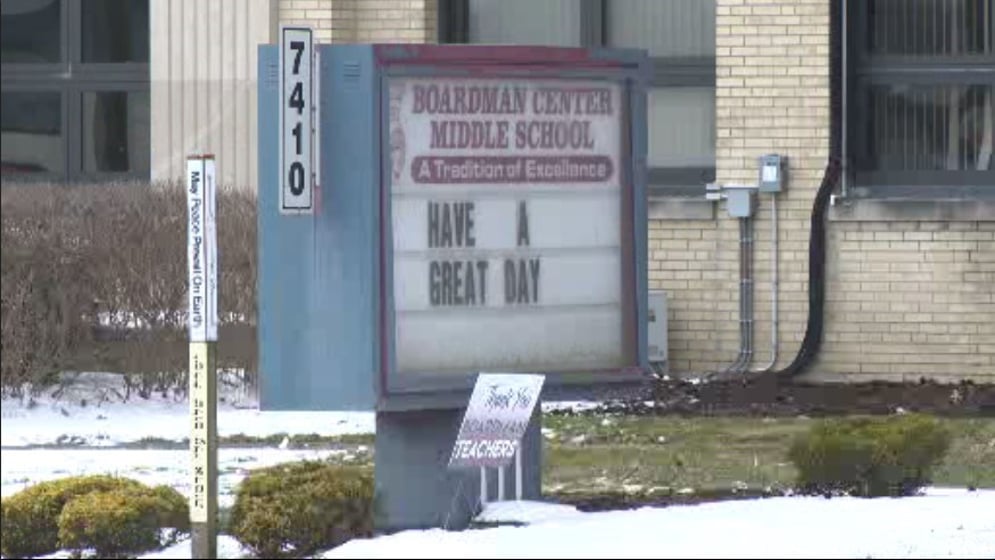 7410
BOARDMAN CENTER
MIDDLE SCHOOL
A Tradition of Excellence
HAVE A
GREAT DAY
May Peace Prevail On Earth
Thank You
BOARDMAN
TEACHERS